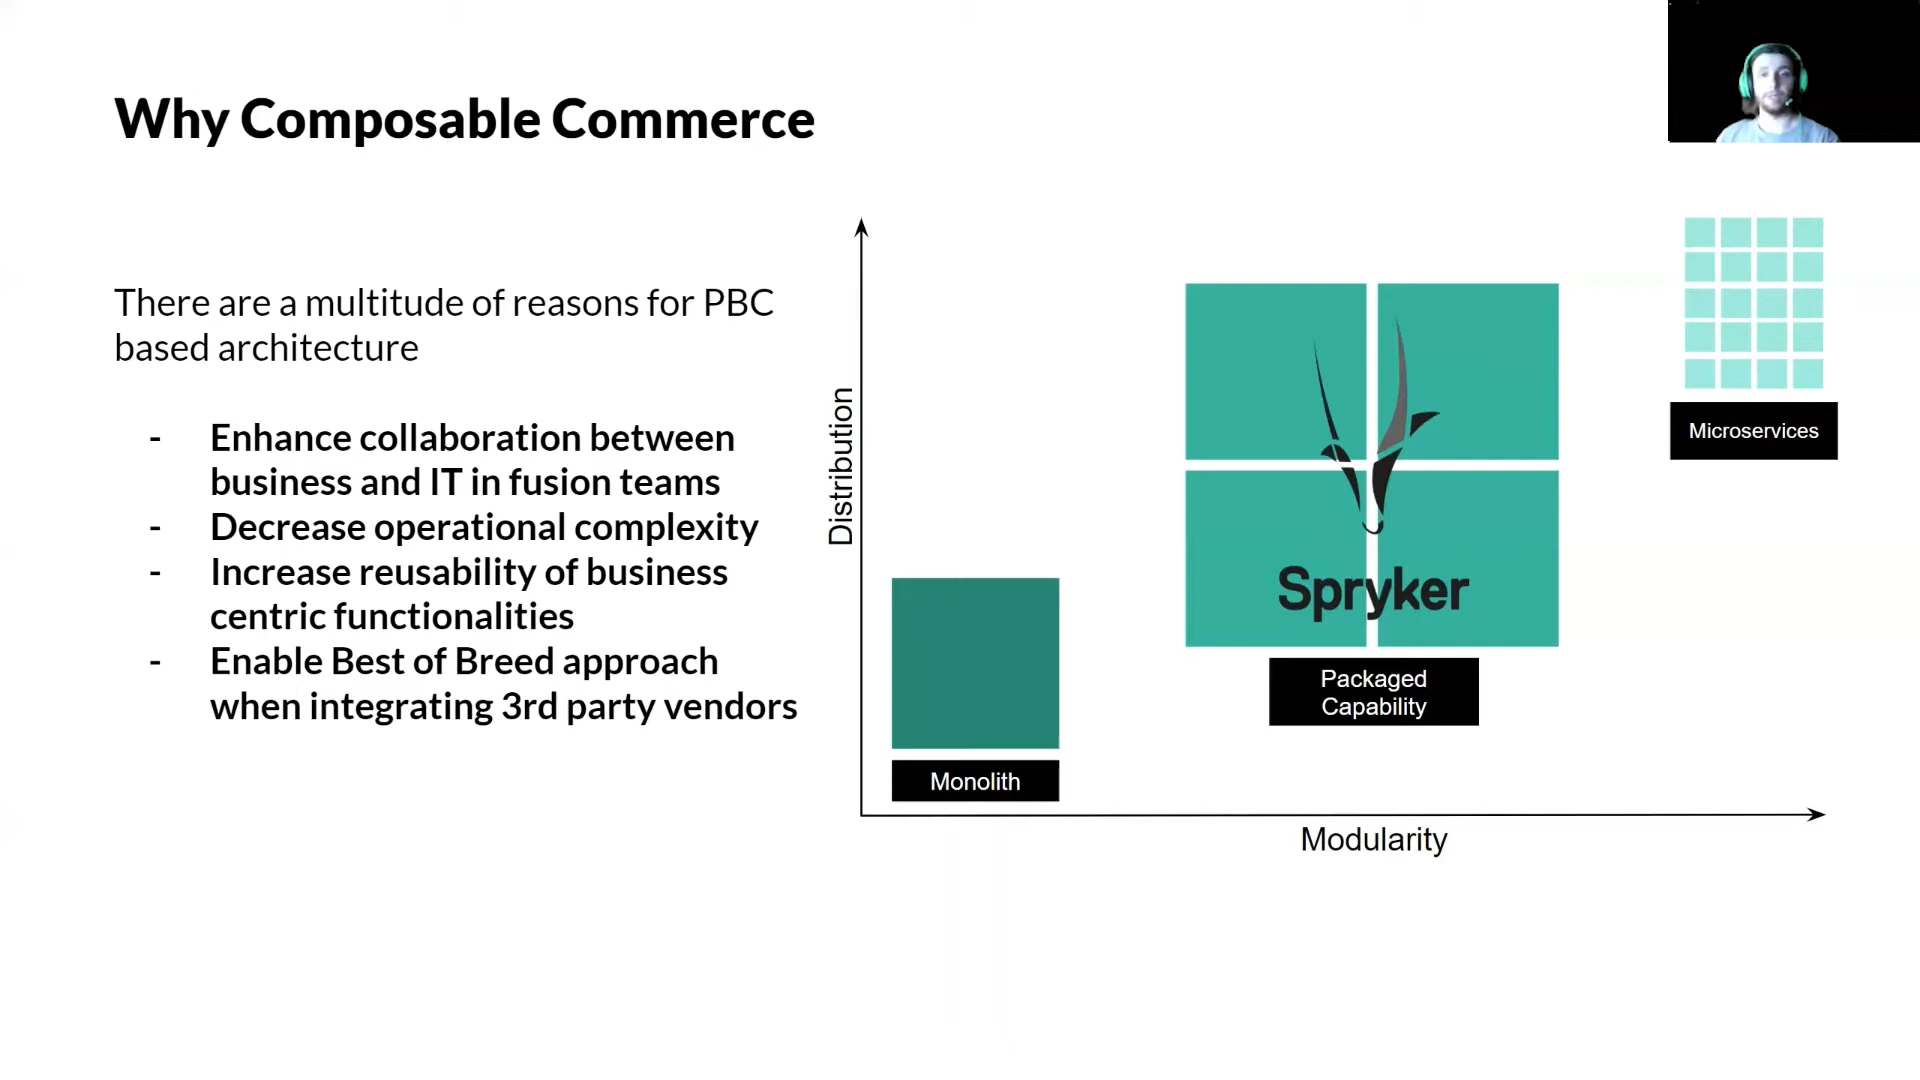 Why Composable Commerce
There are a multitude of reasons for PBC
based architecture
- Enhance collaboration between
business and IT in fusion teams
- Decrease operational complexity
- Increase reusability of business
centric functionalities
- Enable Best of Breed approach
when integrating 3rd party vendors
Distribution
Monolith
Spryker
Packaged
Capability
Microservices
Modularity